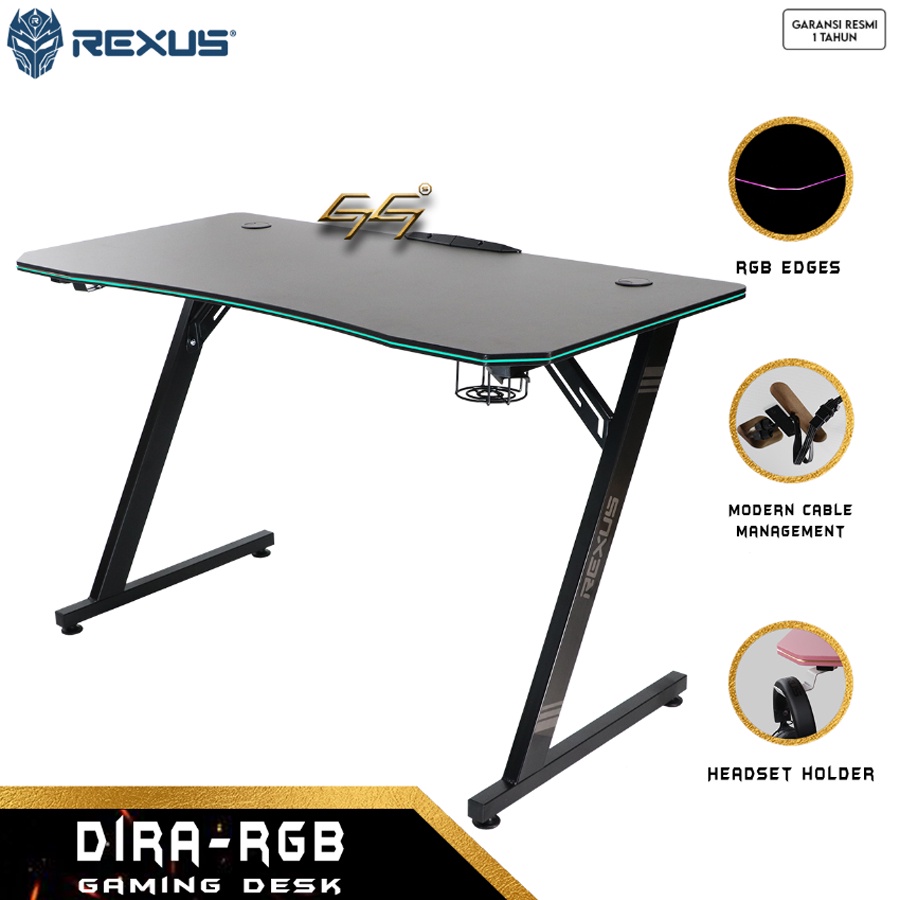 REXUS®
GARANSI RESMI
1 TAHUN
RGB EDGES
MODERN CABLE
MANAGEMENT
REXUS
HEADSET HOLDER
DIRA-RGB
GAMING DESK